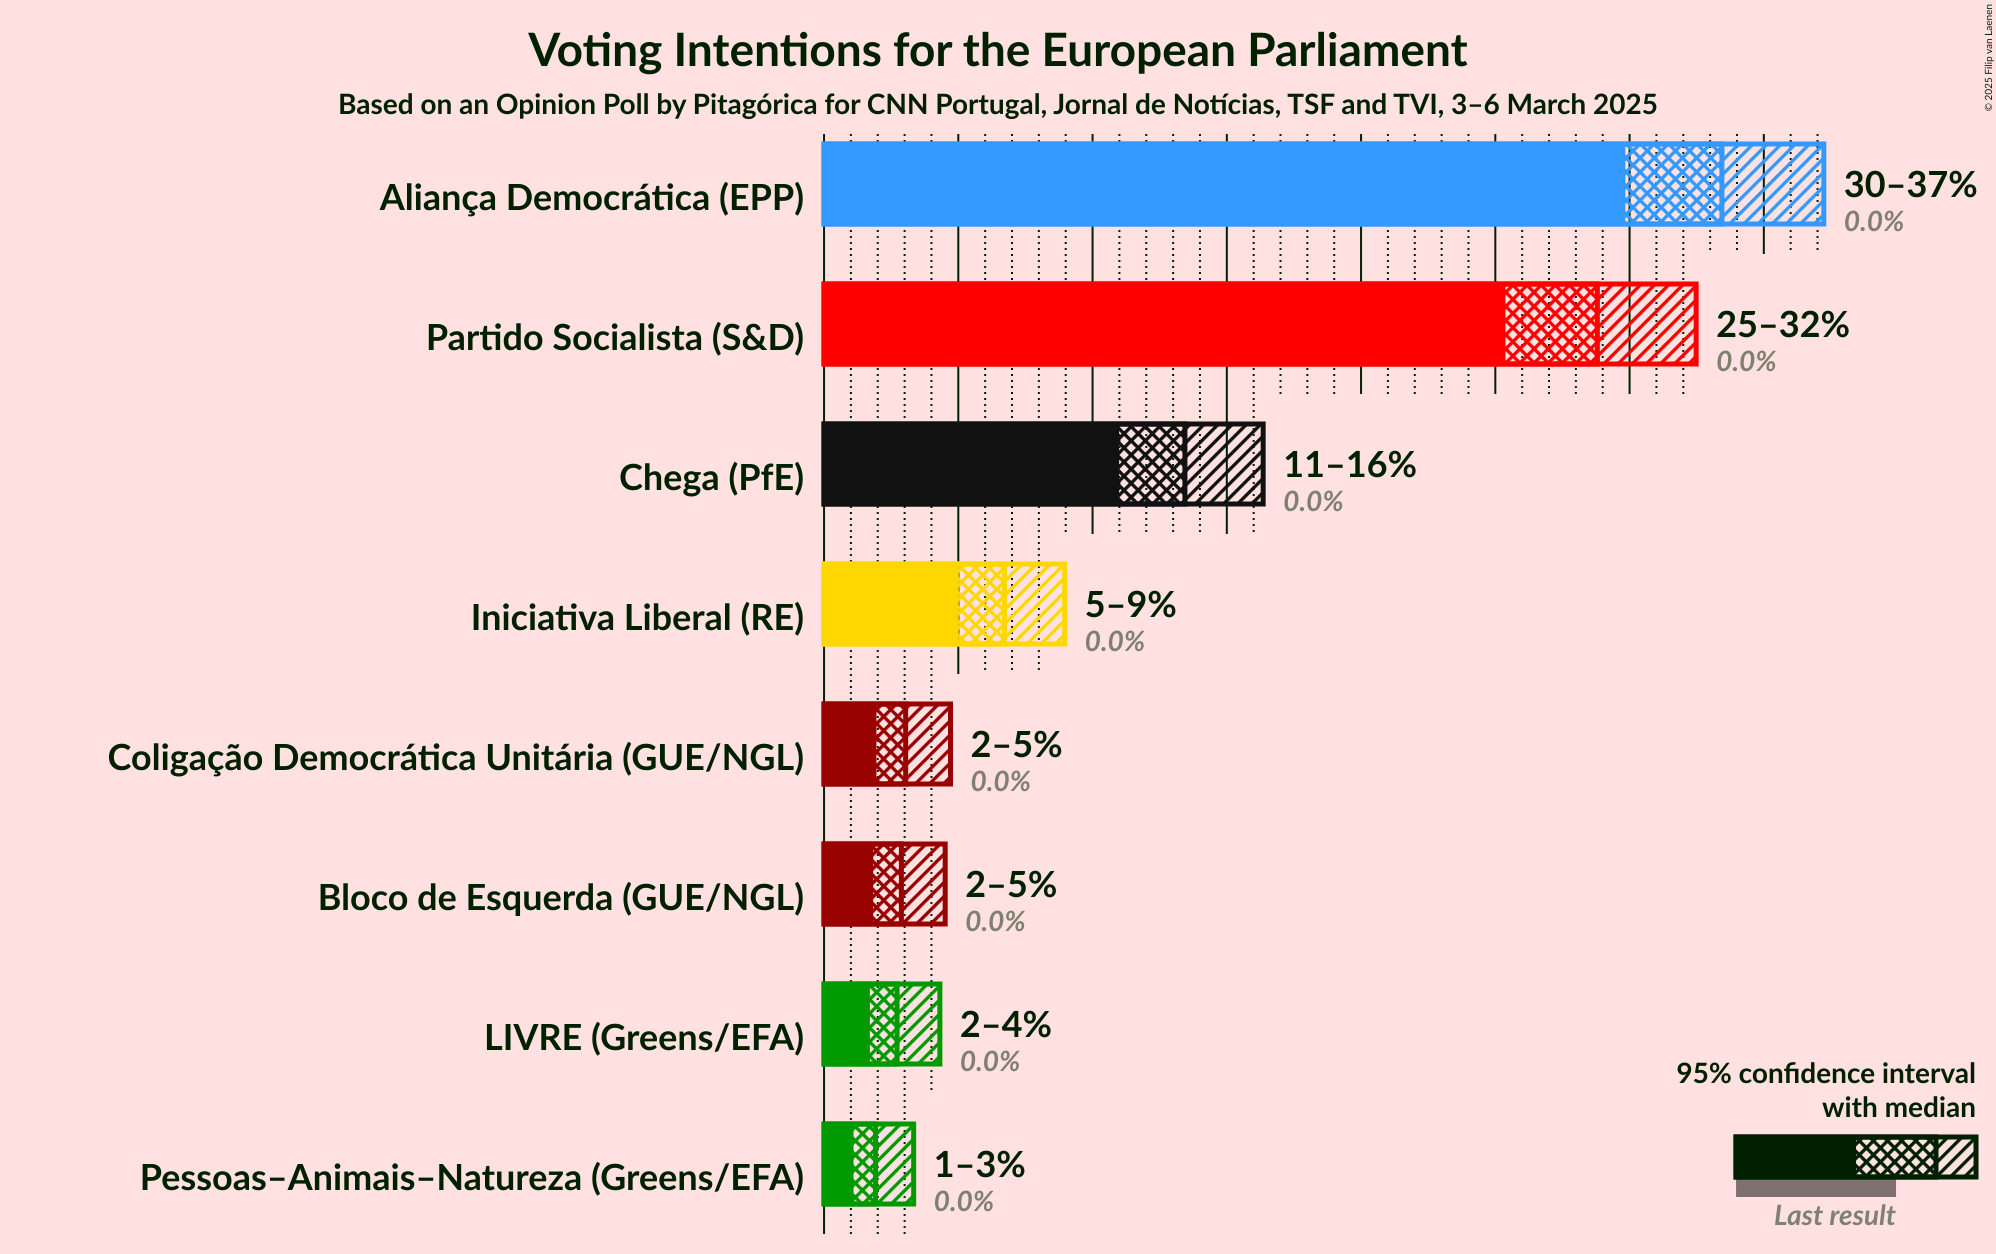 Voting Intentions for the European Parliament
Based on an Opinion Poll by Pitagórica for CNN Portugal, Jornal de Notícias, TSF and TVI, 3–6 March 2025
© 2025 Filip van Laenen
Aliança Democrática (EPP)
30–37%
0.0%
Partido Socialista (S&D)
25–32%
0.0%
Chega (PfE)
11–16%
0.0%
Iniciativa Liberal (RE)
5–9%
0.0%
Coligação Democrática Unitária (GUE/NGL)
2–5%
0.0%
Bloco de Esquerda (GUE/NGL)
2–5%
0.0%
LIVRE (Greens/EFA)
2–4%
0.0%
Pessoas–Animais–Natureza (Greens/EFA)
1–3%
0.0%
95% confidence interval
with median
Last result